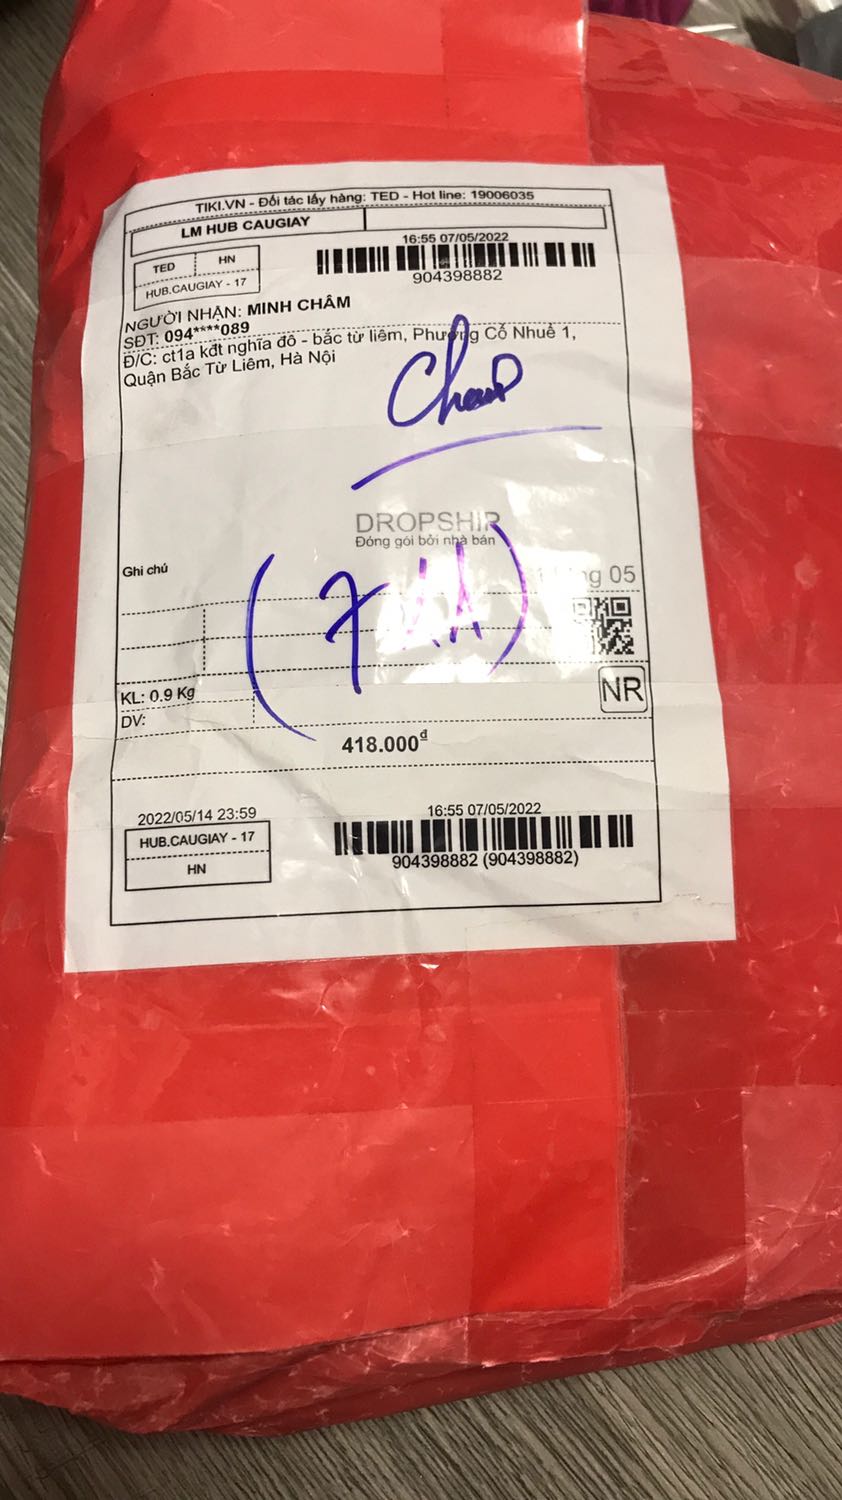 TIKI.VN - Đối tác lấy hàng: TED - Hot line: 19006035
LM HUB CAUGIAY
TED HN
HUB.CAUGIAY - 17
16:55 07/05/2022
904398882
NGƯỜI NHẬN: MINH CHÂM
SĐT: 094****089
Đ/C: ct1a kđt nghĩa đô - bắc từ liêm, Phường Cổ Nhuế 1,
Quận Bắc Từ Liêm, Hà Nội
DROPSHIP
Đóng gói bởi nhà bán
Ghi chú
05
KL: 0.9 Kg
NR
DV:
418.000đ
2022/05/14 23:59
HUB.CAUGIAY - 17
HN
16:55 07/05/2022
904398882 (904398882)